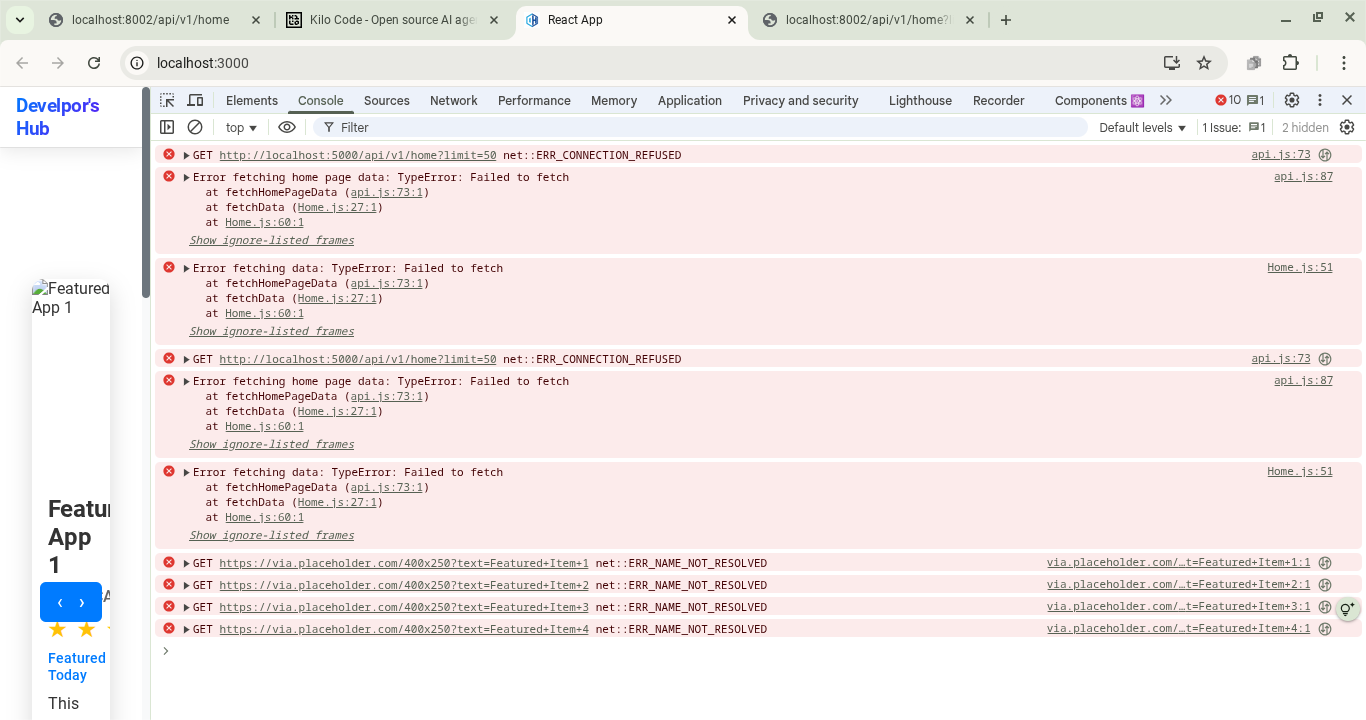 localhost:8002/api/v1/home
Kilo Code - Open source AI age
React App
localhost:8002/api/v1/home?l
localhost:3000
Develpor's
Hub
Featured
App 1
Featur
App
1
CA
‹ ›
★ ★
Featured
Today
This
Elements Console Sources Network Performance Memory Application Privacy and security Lighthouse Recorder Components 10 1
top Filter Default levels 1 Issue: 1 2 hidden
GET http://localhost:5000/api/v1/home?limit=50 net::ERR_CONNECTION_REFUSED api.js:73
Error fetching home page data: TypeError: Failed to fetch api.js:87
at fetchHomePageData (api.js:73:1)
at fetchData (Home.js:27:1)
at Home.js:60:1
Show ignore-listed frames
Error fetching data: TypeError: Failed to fetch Home.js:51
at fetchHomePageData (api.js:73:1)
at fetchData (Home.js:27:1)
at Home.js:60:1
Show ignore-listed frames
GET http://localhost:5000/api/v1/home?limit=50 net::ERR_CONNECTION_REFUSED api.js:73
Error fetching home page data: TypeError: Failed to fetch api.js:87
at fetchHomePageData (api.js:73:1)
at fetchData (Home.js:27:1)
at Home.js:60:1
Show ignore-listed frames
Error fetching data: TypeError: Failed to fetch Home.js:51
at fetchHomePageData (api.js:73:1)
at fetchData (Home.js:27:1)
at Home.js:60:1
Show ignore-listed frames
GET https://via.placeholder.com/400x250?text=Featured+Item+1 net::ERR_NAME_NOT_RESOLVED via.placeholder.com/…t=Featured+Item+1:1
GET https://via.placeholder.com/400x250?text=Featured+Item+2 net::ERR_NAME_NOT_RESOLVED via.placeholder.com/…t=Featured+Item+2:1
GET https://via.placeholder.com/400x250?text=Featured+Item+3 net::ERR_NAME_NOT_RESOLVED via.placeholder.com/…t=Featured+Item+3:1
GET https://via.placeholder.com/400x250?text=Featured+Item+4 net::ERR_NAME_NOT_RESOLVED via.placeholder.com/…t=Featured+Item+4:1